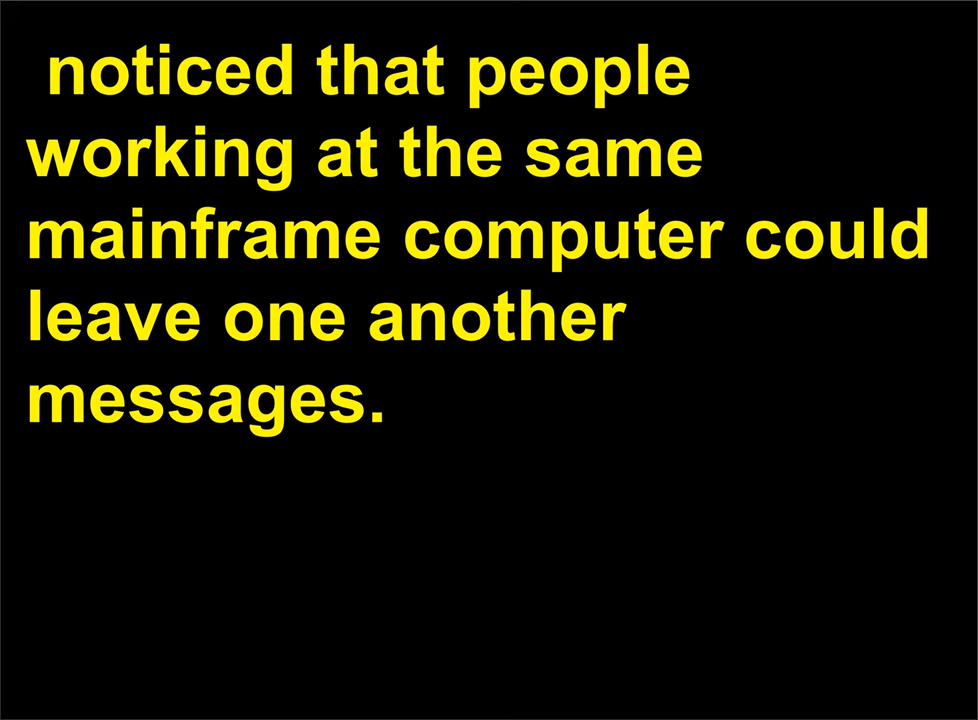 noticed that people
working at the same
mainframe computer could
leave one another
messages.